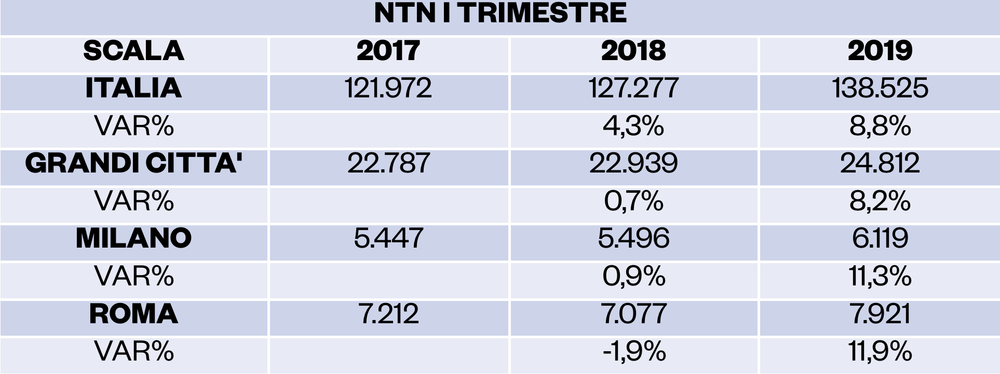 NTN I TRIMESTRE
SCALA 2017 2018 2019
ITALIA 121.972 127.277 138.525
VAR% 4,3% 8,8%
GRANDI CITTA' 22.787 22.939 24.812
VAR% 0,7% 8,2%
MILANO 5.447 5.496 6.119
VAR% 0,9% 11,3%
ROMA 7.212 7.077 7.921
VAR% -1,9% 11,9%